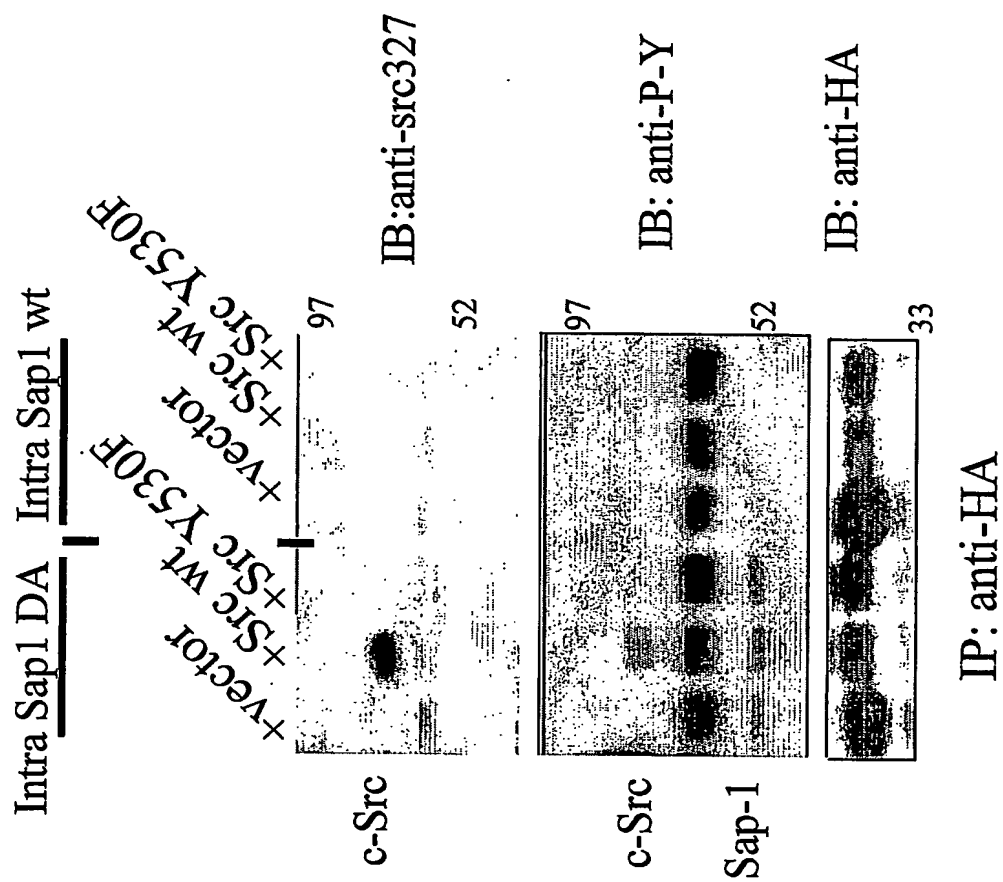 Intra Sap1 DA
Intra Sap1 wt
+vector
+Src wt
+Src Y530F
+vector
+Src wt
+Src Y530F
c-Src
97
52
IB:anti-src327
c-Src
Sap-1
97
52
IB: anti-P-Y
33
IB: anti-HA
IP: anti-HA